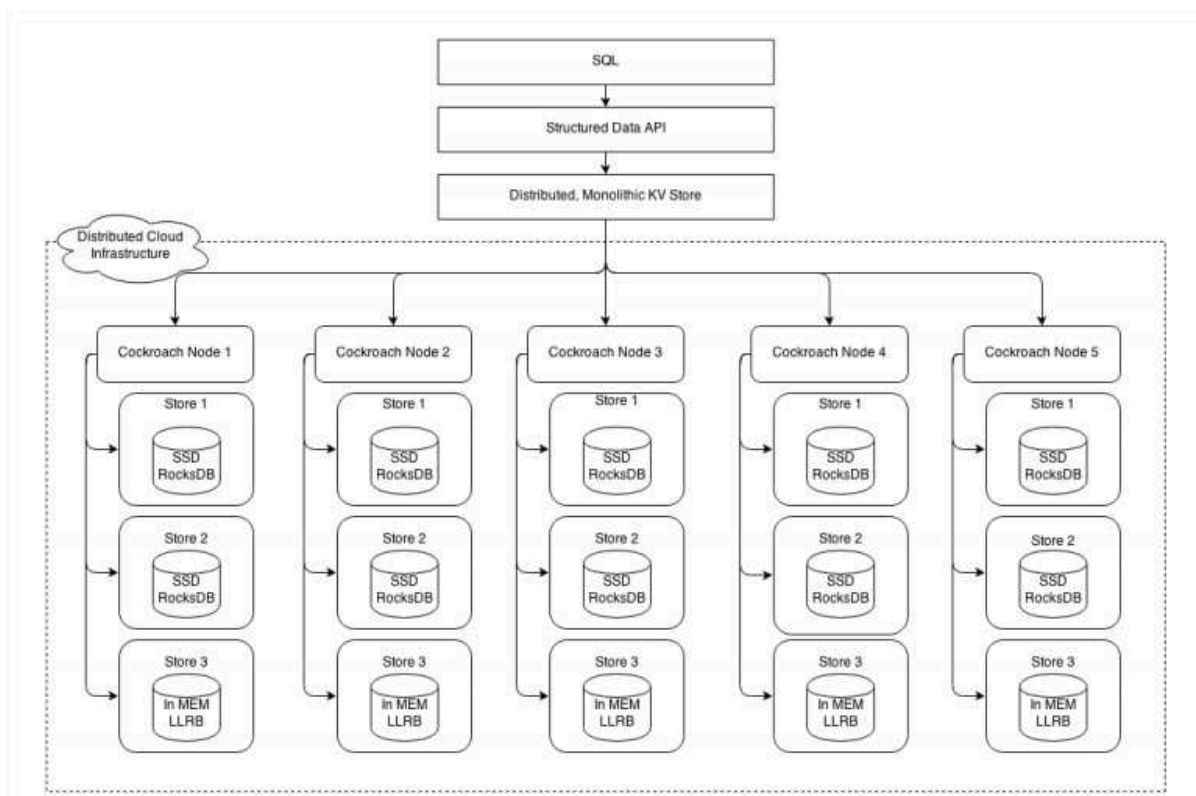 SQL
Structured Data API
Distributed, Monolithic KV Store
Distributed Cloud
Infrastructure
Cockroach Node 1
Cockroach Node 2
Cockroach Node 3
Cockroach Node 4
Cockroach Node 5
Store 1
SSD
RocksDB
Store 1
SSD
RocksDB
Store 1
SSD
RocksDB
Store 1
SSD
RocksDB
Store 1
SSD
RocksDB
Store 2
SSD
RocksDB
Store 2
SSD
RocksDB
Store 2
SSD
RocksDB
Store 2
SSD
RocksDB
Store 2
SSD
RocksDB
Store 3
In MEM
LLRB
Store 3
In MEM
LLRB
Store 3
In MEM
LLRB
Store 3
In MEM
LLRB
Store 3
In MEM
LLRB